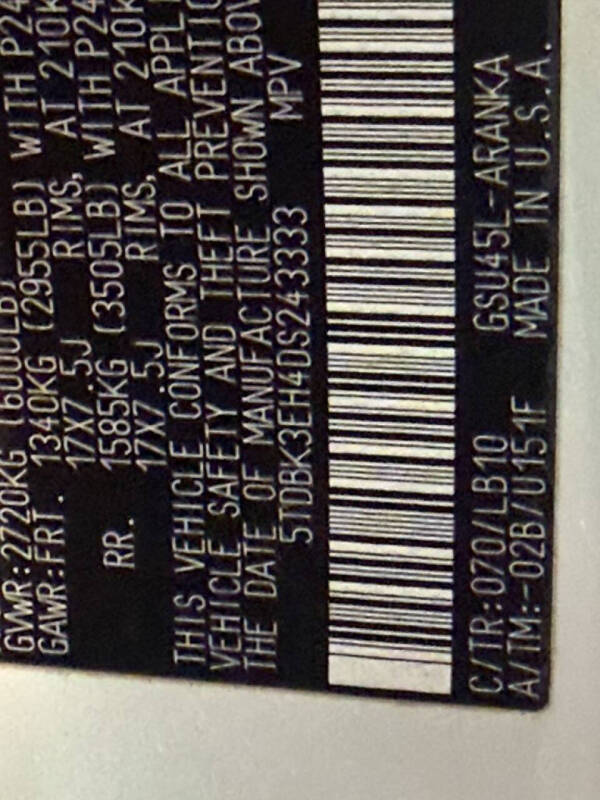 GVWR:2720KG (6000LB)
GAWR:FRT. 1340KG (2955LB) WITH P24
17X7.5J RIMS, AT 210K
RR. 1585KG (3505LB) WITH P24
17X7.5J RIMS, AT 210K
THIS VEHICLE CONFORMS TO ALL APPLI
VEHICLE SAFETY AND THEFT PREVENTIO
THE DATE OF MANUFACTURE SHOWN ABOV
5TDBK3EH4DS243333 MPV
C/TR:070/LB10 GSU45L-ARANKA
A/TM:-02B/U151F MADE IN U.S.A.